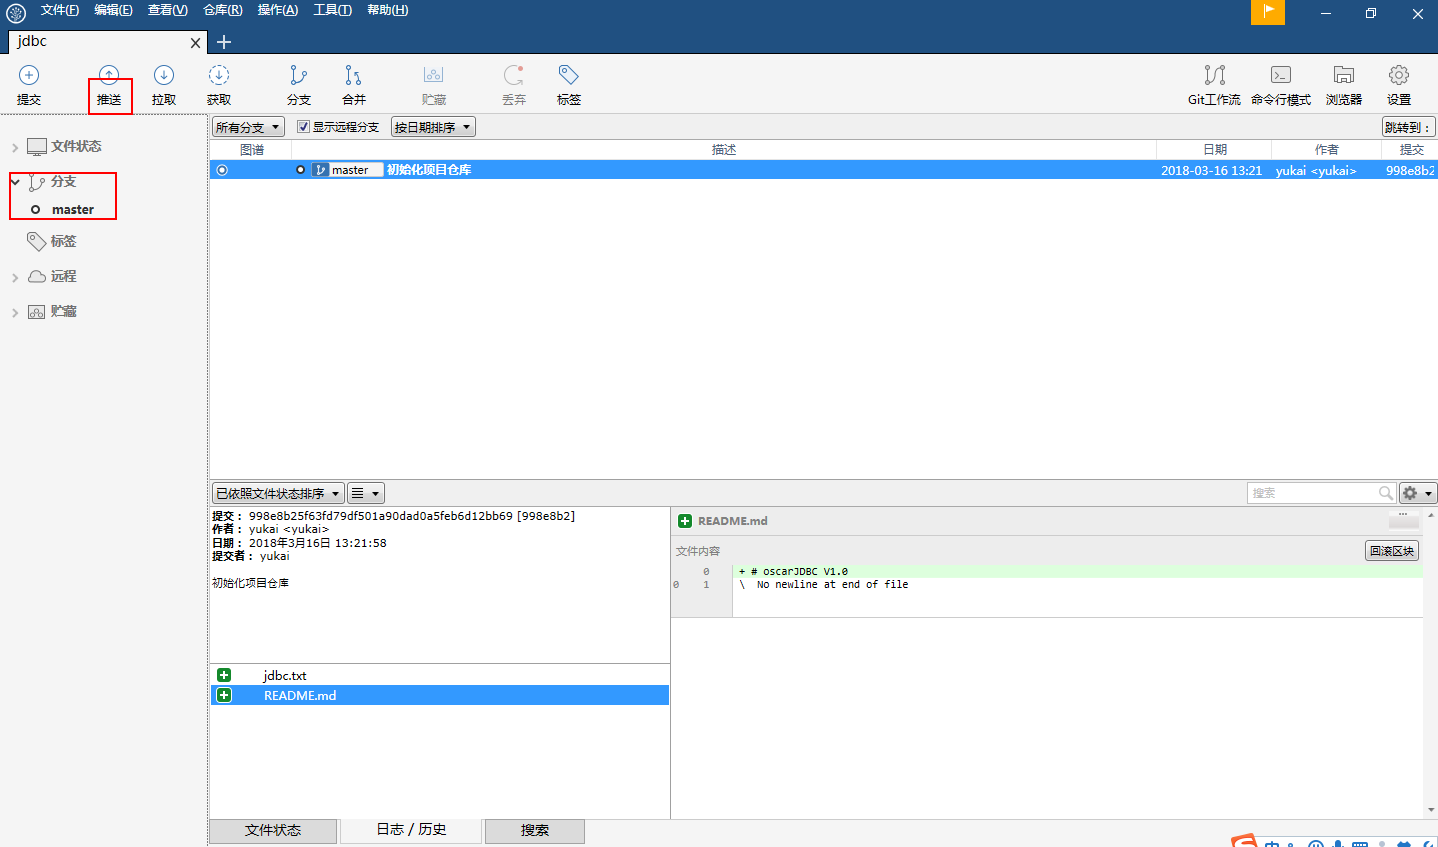 文件(F) 编辑(E) 查看(V) 仓库(R) 操作(A) 工具(T) 帮助(H)
jdbc
提交 推送 拉取 获取 分支 合并 贮藏 丢弃 标签 Git工作流 命令行模式 浏览器 设置
所有分支 显示远程分支 按日期排序 跳转到：
图谱 描述 日期 作者 提交
master 初始化项目仓库 2018-03-16 13:21 yukai <yukai> 998e8b2
文件状态
分支
master
标签
远程
贮藏
已依照文件状态排序 搜索
提交： 998e8b25f63fd79df501a90dad0a5feb6d12bb69 [998e8b2]
作者： yukai <yukai>
日期： 2018年3月16日 13:21:58
提交者： yukai
初始化项目仓库
jdbc.txt
README.md
README.md
文件内容 回滚区块
0 + # oscarJDBC V1.0
0 1 \ No newline at end of file
文件状态 日志 / 历史 搜索
中